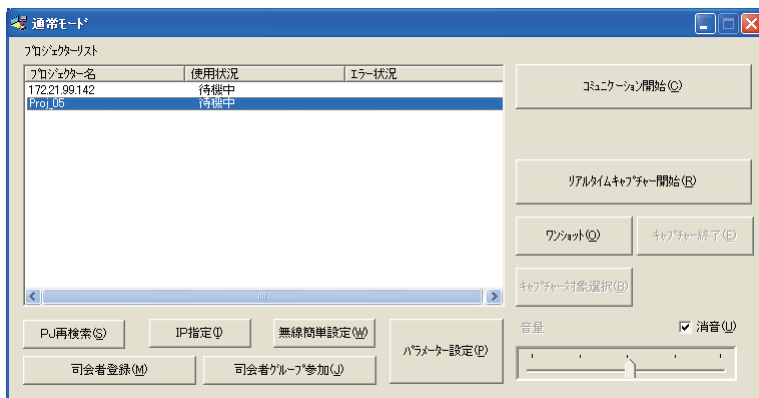 通常モード
プロジェクターリスト
プロジェクター名 使用状況 エラー状況
172.21.99.142 待機中
Proj_05 待機中
コミュニケーション開始(C)
リアルタイムキャプチャー開始(R)
ワンショット(O) キャプチャー終了(E)
キャプチャー対象選択(B)
PJ再検索(S) IP指定(I) 無線簡単設定(W)
パラメーター設定(P)
司会者登録(M) 司会者グループ参加(J)
音量 消音(U)